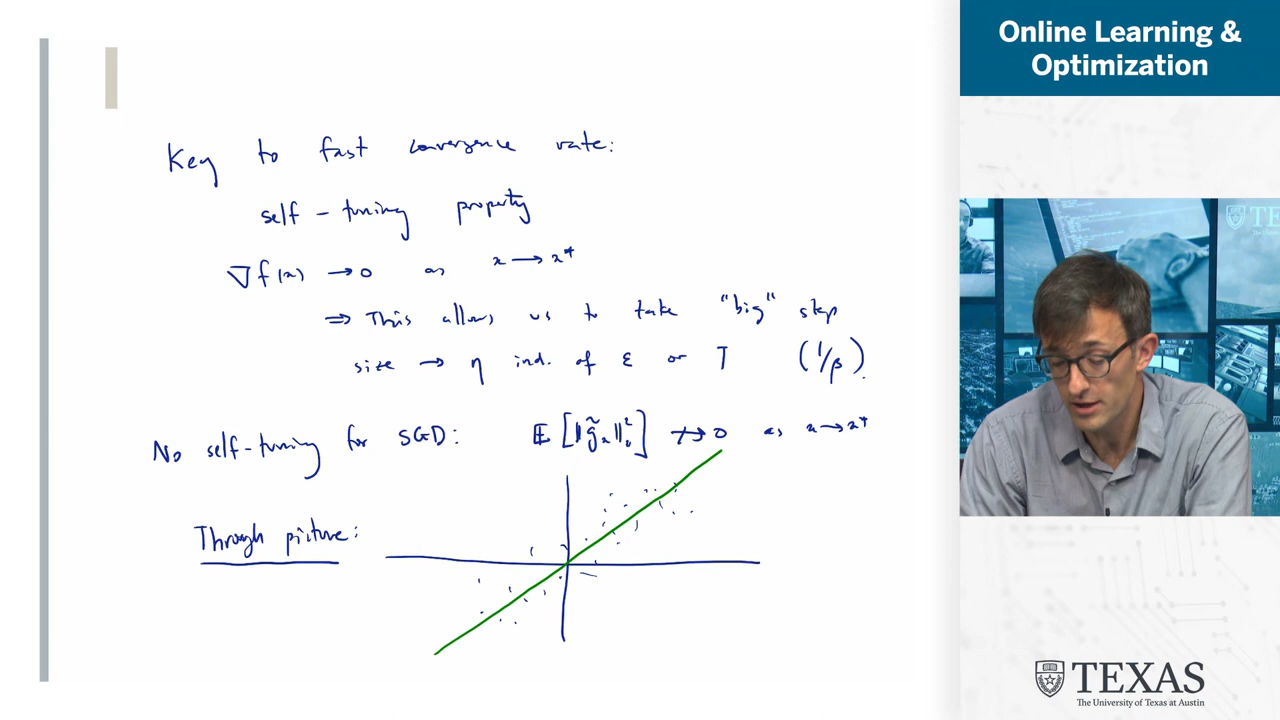 Key to fast convergence rate:
self-tuning property
∇f(x) → 0 as x → x*
⇒ This allows us to take "big" step
size → η ind. of ε or T (1/β).
No self-tuning for SGD: 𝔼[‖g̃ₓ‖₂²] ↛ 0 as x→x*
Through picture:
Online Learning &
Optimization
TEXAS
The University of Texas at Austin